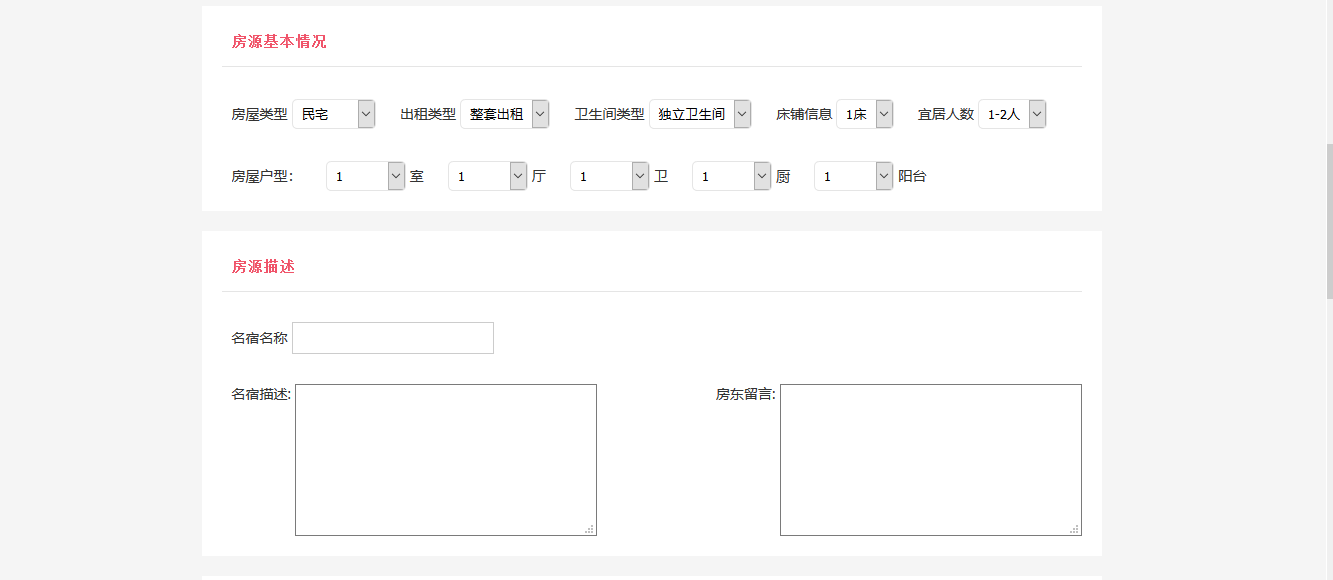 房源基本情况
房屋类型 民宅 出租类型 整套出租 卫生间类型 独立卫生间 床铺信息 1床 宜居人数 1-2人
房屋户型： 1 室 1 厅 1 卫 1 厨 1 阳台
房源描述
名宿名称
名宿描述: 房东留言: